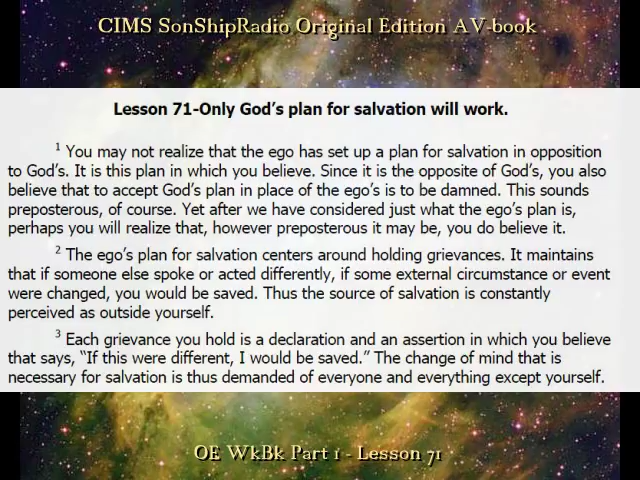 CIMS SonShipRadio Original Edition AV-book
Lesson 71-Only God's plan for salvation will work.
1 You may not realize that the ego has set up a plan for salvation in opposition
to God's. It is this plan in which you believe. Since it is the opposite of God's, you also
believe that to accept God's plan in place of the ego's is to be damned. This sounds
preposterous, of course. Yet after we have considered just what the ego's plan is,
perhaps you will realize that, however preposterous it may be, you do believe it.
2 The ego's plan for salvation centers around holding grievances. It maintains
that if someone else spoke or acted differently, if some external circumstance or event
were changed, you would be saved. Thus the source of salvation is constantly
perceived as outside yourself.
3 Each grievance you hold is a declaration and an assertion in which you believe
that says, “If this were different, I would be saved.” The change of mind that is
necessary for salvation is thus demanded of everyone and everything except yourself.
OE WkBk Part 1 - Lesson 71